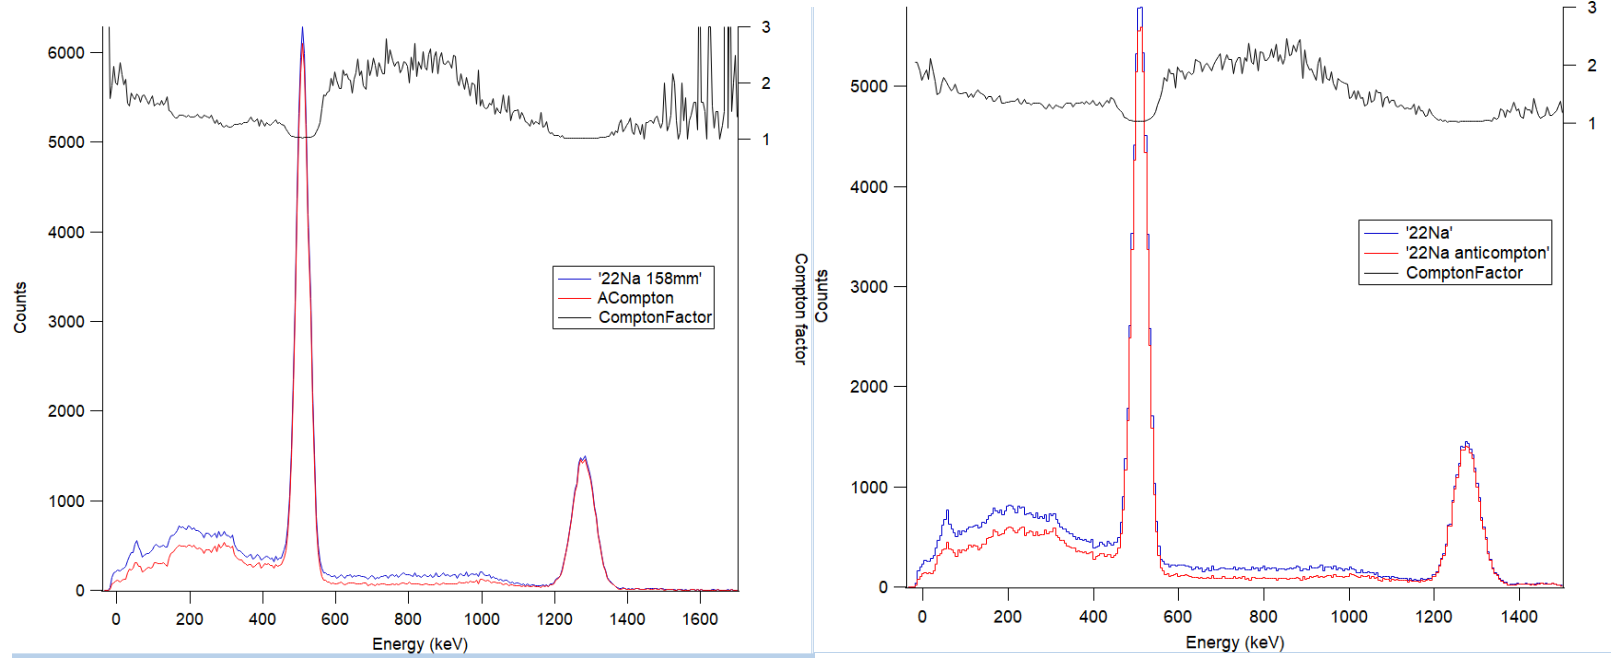 6000
5000
4000
3000
2000
1000
0
Counts
3
2
1
Compton factor
'22Na 158mm'
ACompton
ComptonFactor
0 200 400 600 800 1000 1200 1400 1600
Energy (keV)
5000
4000
3000
2000
1000
0
Counts
3
2
1
'22Na'
'22Na anticompton'
ComptonFactor
0 200 400 600 800 1000 1200 1400
Energy (keV)